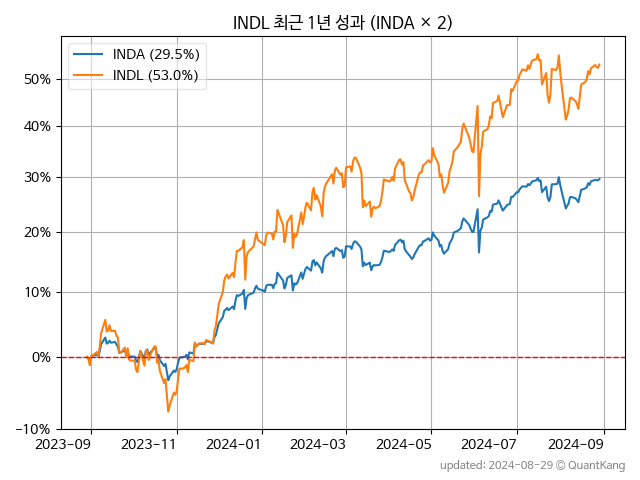 INDL 최근 1년 성과 (INDA × 2)
INDA (29.5%)
INDL (53.0%)
50%
40%
30%
20%
10%
0%
−10%
2023-09 2023-11 2024-01 2024-03 2024-05 2024-07 2024-09
updated: 2024-08-29 © QuantKang